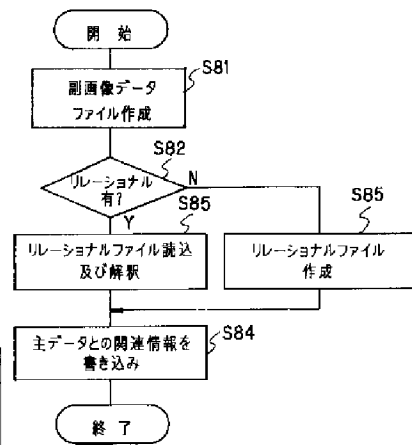 開始
S81
副画像データ
ファイル作成
S82
リレーショナル
有?
N
Y
S85
リレーショナルファイル読込
及び解釈
S85
リレーショナルファイル
作成
S84
主データとの関連情報を
書き込み
終了